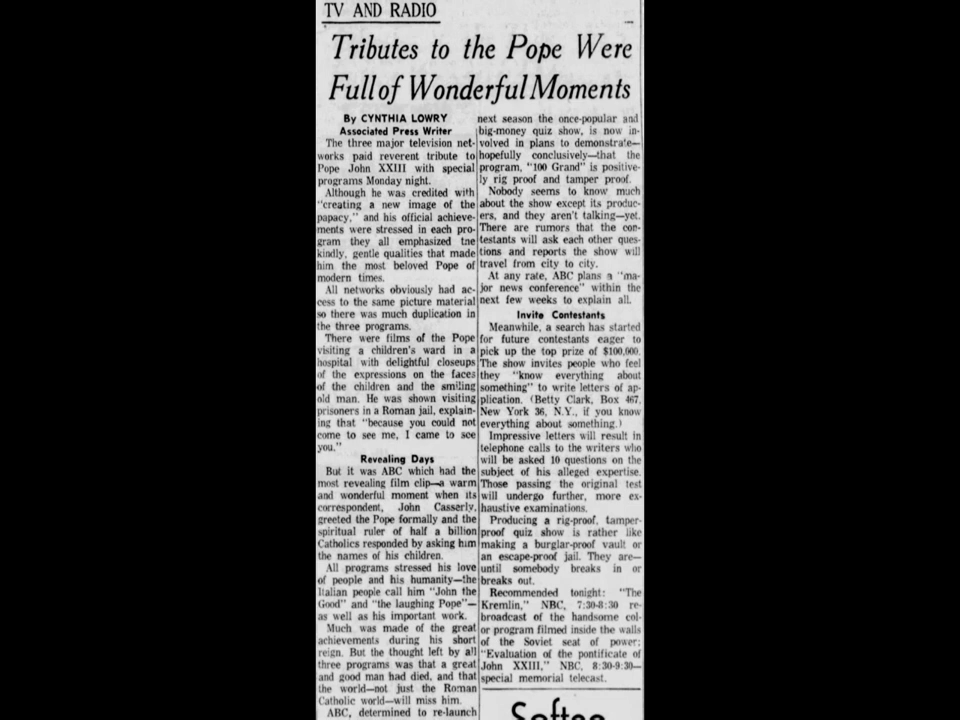 TV AND RADIO
Tributes to the Pope Were
Full of Wonderful Moments
By CYNTHIA LOWRY
Associated Press Writer
The three major television net-
works paid reverent tribute to
Pope John XXIII with special
programs Monday night.
Although he was credited with
"creating a new image of the
papacy," and his official achieve-
ments were stressed in each pro-
gram they all emphasized tne
kindly, gentle qualities that made
him the most beloved Pope of
modern times.
All networks obviously had ac-
cess to the same picture material
so there was much duplication in
the three programs.
There were films of the Pope
visiting a children's ward in a
hospital with delightful closeups
of the expressions on the faces
of the children and the smiling
old man. He was shown visiting
prisoners in a Roman jail, explain-
ing that "because you could not
come to see me, I came to see
you."
Revealing Days
But it was ABC which had the
most revealing film clip—a warm
and wonderful moment when its
correspondent, John Casserly,
greeted the Pope formally and the
spiritual ruler of half a billion
Catholics responded by asking him
the names of his children.
All programs stressed his love
of people and his humanity—the
Italian people call him "John the
Good" and "the laughing Pope"—
as well as his important work.
Much was made of the great
achievements during his short
reign. But the thought left by all
three programs was that a great
and good man had died, and that
the world—not just the Roman
Catholic world—will miss him.
ABC, determined to re-launch
next season the once-popular and
big-money quiz show, is now in-
volved in plans to demonstrate—
hopefully conclusively—that the
program, "100 Grand" is positive-
ly rig proof and tamper proof.
Nobody seems to know much
about the show except its produc-
ers, and they aren't talking—yet.
There are rumors that the con-
testants will ask each other ques-
tions and reports the show will
travel from city to city.
At any rate, ABC plans a "ma-
jor news conference" within the
next few weeks to explain all.
Invite Contestants
Meanwhile, a search has started
for future contestants eager to
pick up the top prize of $100,000.
The show invites people who feel
they "know everything about
something" to write letters of ap-
plication. (Betty Clark, Box 467,
New York 36, N.Y., if you know
everything about something.)
Impressive letters will result in
telephone calls to the writers who
will be asked 10 questions on the
subject of his alleged expertise.
Those passing the original test
will undergo further, more ex-
haustive examinations.
Producing a rig-proof, tamper-
proof quiz show is rather like
making a burglar-proof vault or
an escape-proof jail. They are—
until somebody breaks in or
breaks out.
Recommended tonight: "The
Kremlin," NBC, 7:30-8:30 re-
broadcast of the handsome col-
or program filmed inside the walls
of the Soviet seat of power;
"Evaluation of the pontificate of
John XXIII," NBC, 8:30-9:30—
special memorial telecast.